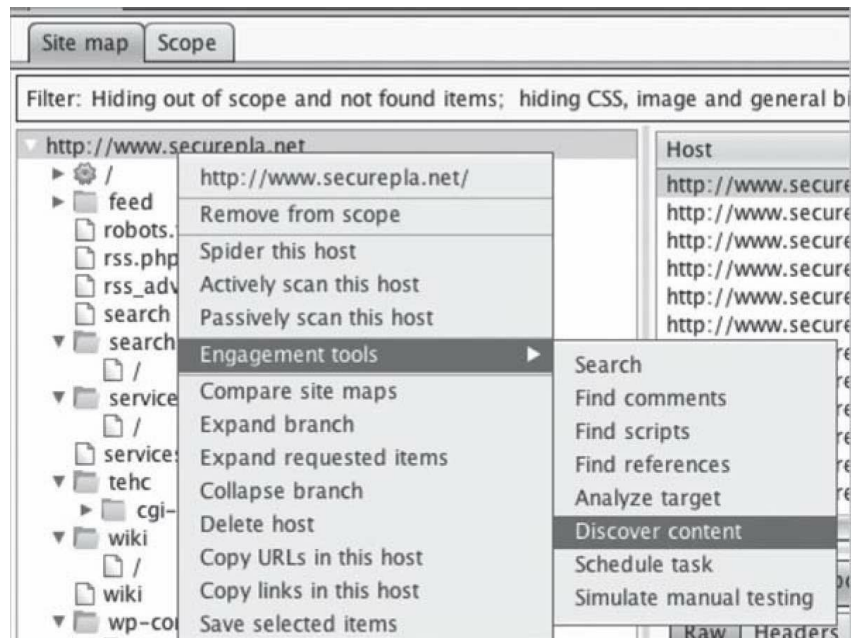 Site map Scope
Filter: Hiding out of scope and not found items; hiding CSS, image and general bi
http://www.securepla.net
/
feed
robots.
rss.php
rss_adv
search
search
/
service
/
services
tehc
cgi-
wiki
/
wiki
wp-con
http://www.securepla.net/
Remove from scope
Spider this host
Actively scan this host
Passively scan this host
Engagement tools
Compare site maps
Expand branch
Expand requested items
Collapse branch
Delete host
Copy URLs in this host
Copy links in this host
Save selected items
Search
Find comments
Find scripts
Find references
Analyze target
Discover content
Schedule task
Simulate manual testing
Host
http://www.secure
http://www.secure
http://www.secure
http://www.secure
http://www.secure
http://www.secure
Raw Headers